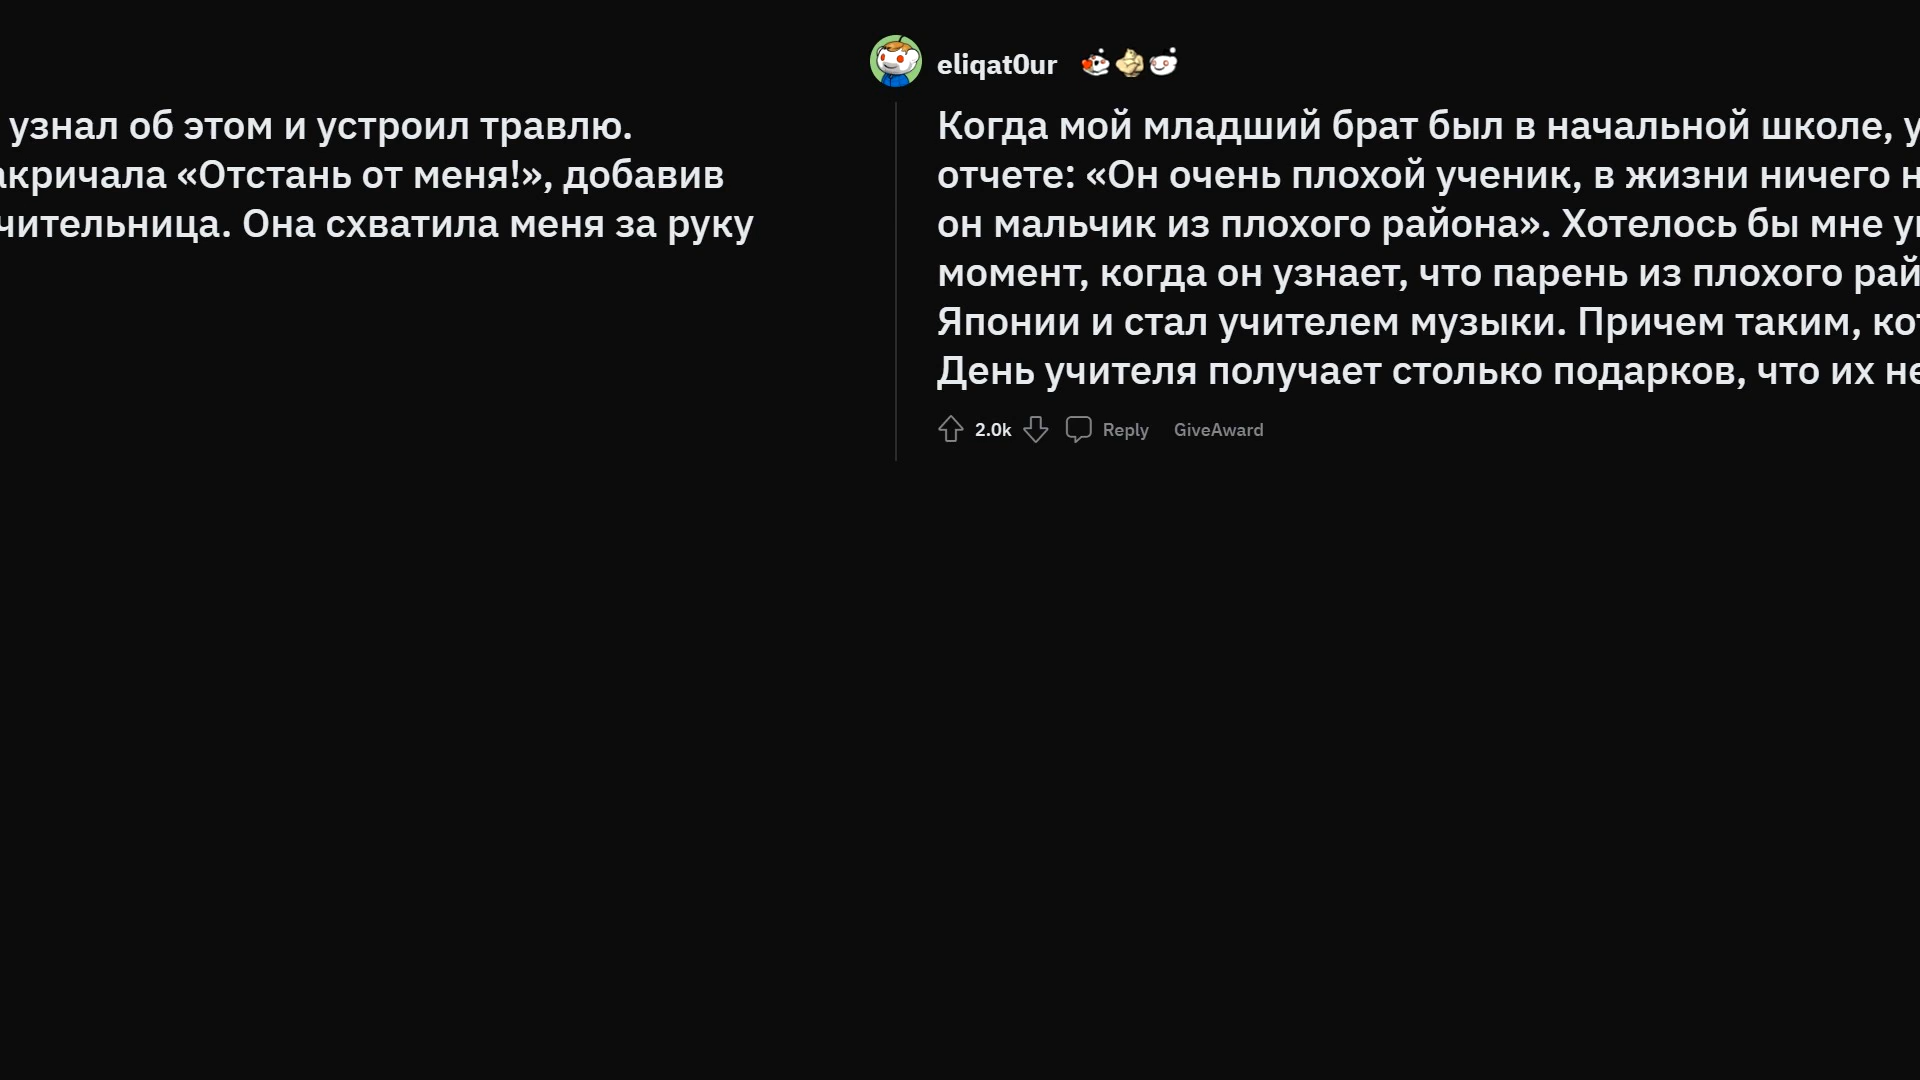 узнал об этом и устроил травлю.
акричала «Отстань от меня!», добавив
чительница. Она схватила меня за руку
eliqat0ur
Когда мой младший брат был в начальной школе, у
отчете: «Он очень плохой ученик, в жизни ничего н
он мальчик из плохого района». Хотелось бы мне
момент, когда он узнает, что парень из плохого рай
Японии и стал учителем музыки. Причем таким,
День учителя получает столько подарков, что их не
2.0k Reply GiveAward